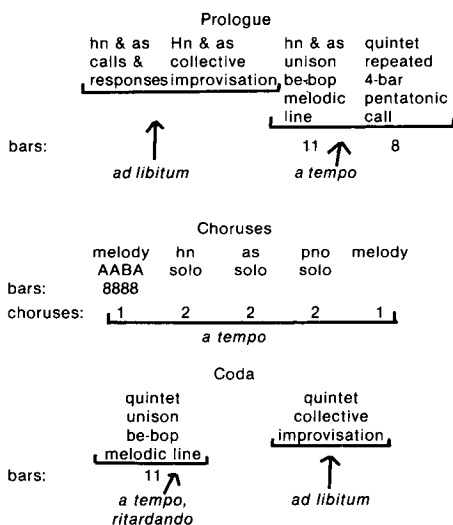 Prologue
hn & as Hn & as hn & as quintet
calls & collective unison repeated
responses improvisation be-bop 4-bar
melodic pentatonic
line call
bars: 11 8
ad libitum a tempo
Choruses
melody hn as pno melody
AABA solo solo solo
bars: 8888
choruses: 1 2 2 2 1
a tempo
Coda
quintet quintet
unison collective
be-bop improvisation
melodic line
bars: 11
a tempo, ad libitum
ritardando